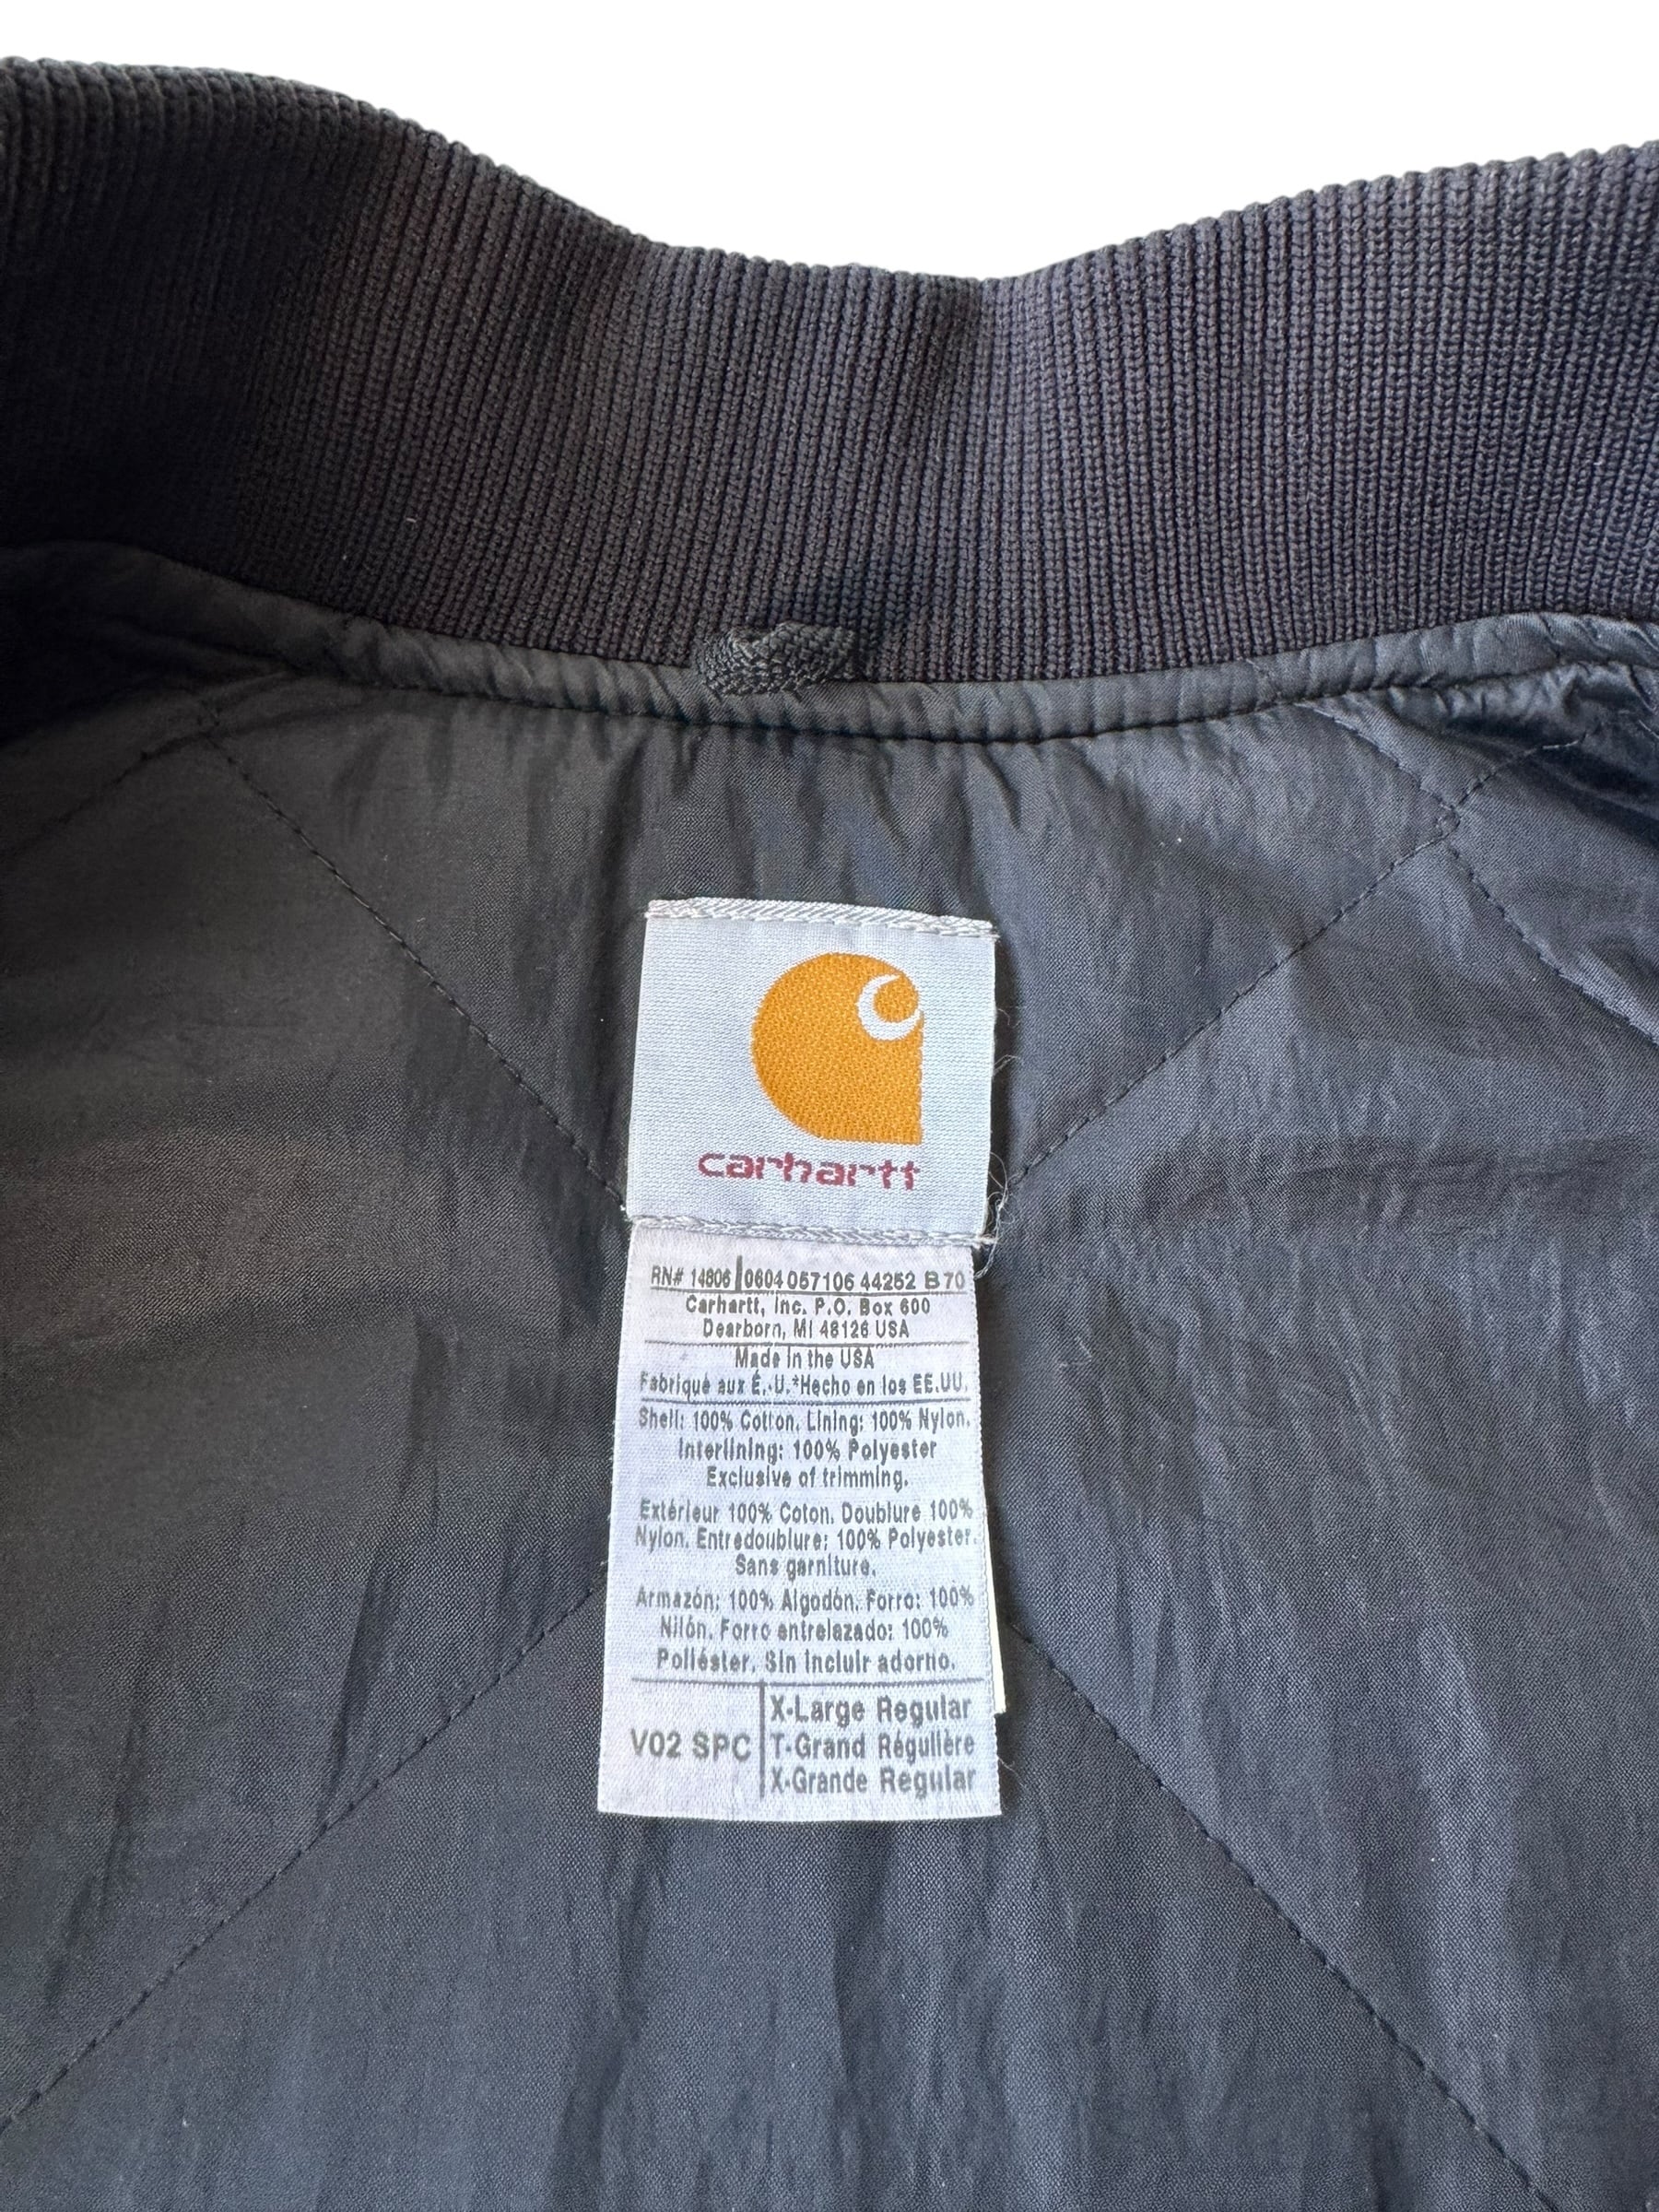 carhartt
RN# 14806 0604 057106 44252 B 70
Carhartt, Inc. P.O. Box 600
Dearborn, MI 48126 USA
Made in the USA
Fabriqué aux É.-U.*Hecho en los EE.UU.
Shell: 100% Cotton. Lining: 100% Nylon.
Interlining: 100% Polyester
Exclusive of trimming.
Extérieur 100% Coton. Doublure 100%
Nylon. Entredoublure: 100% Polyester.
Sans garniture.
Armazón: 100% Algodón. Forro: 100%
Nilón. Forro entrelazado: 100%
Poliéster. Sin incluir adorno.
V02 SPC
X-Large Regular
T-Grand Régulière
X-Grande Regular